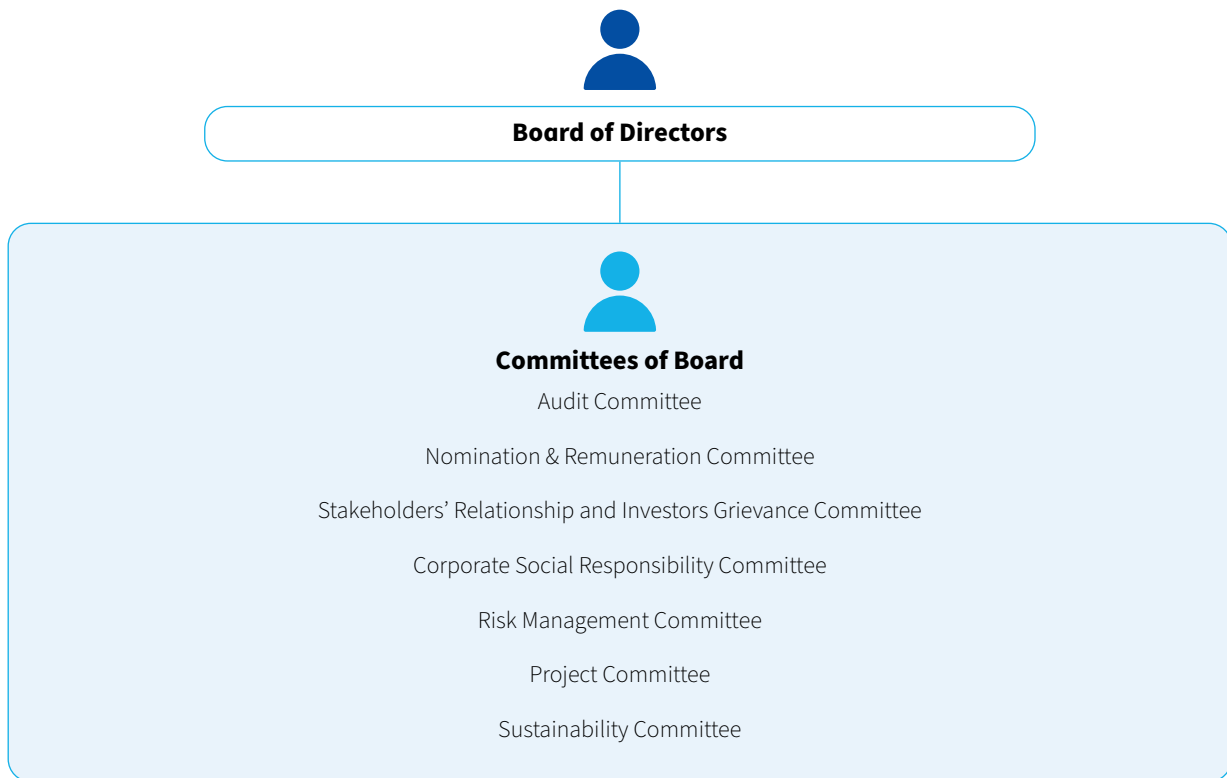 Board of Directors
Committees of Board
Audit Committee
Nomination & Remuneration Committee
Stakeholders’ Relationship and Investors Grievance Committee
Corporate Social Responsibility Committee
Risk Management Committee
Project Committee
Sustainability Committee